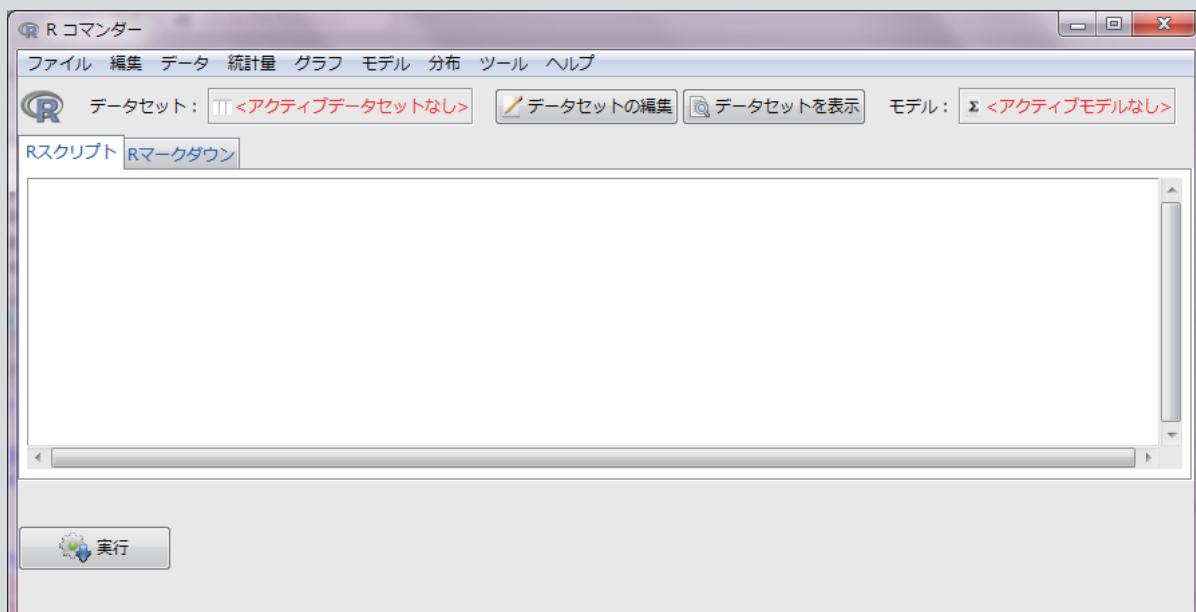 R コマンダー
ファイル 編集 データ 統計量 グラフ モデル 分布 ツール ヘルプ
データセット： <アクティブデータセットなし> データセットの編集 データセットを表示 モデル： Σ <アクティブモデルなし>
Rスクリプト Rマークダウン
実行